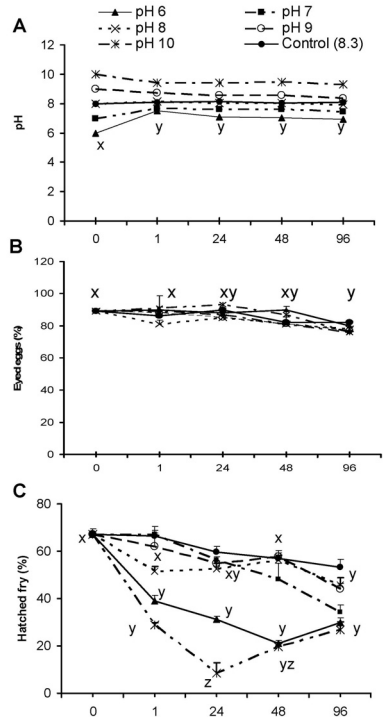 pH 6 pH 7
pH 8 pH 9
pH 10 Control (8.3)
A
12
10
8
6
4
2
0
pH
x y y y y
0 1 24 48 96
B
120
100
80
60
40
20
0
Eyed eggs (%)
x x xy xy y
0 1 24 48 96
C
80
60
40
20
0
Hatched fry (%)
x x xy x y
y y y
y z yz y
0 1 24 48 96